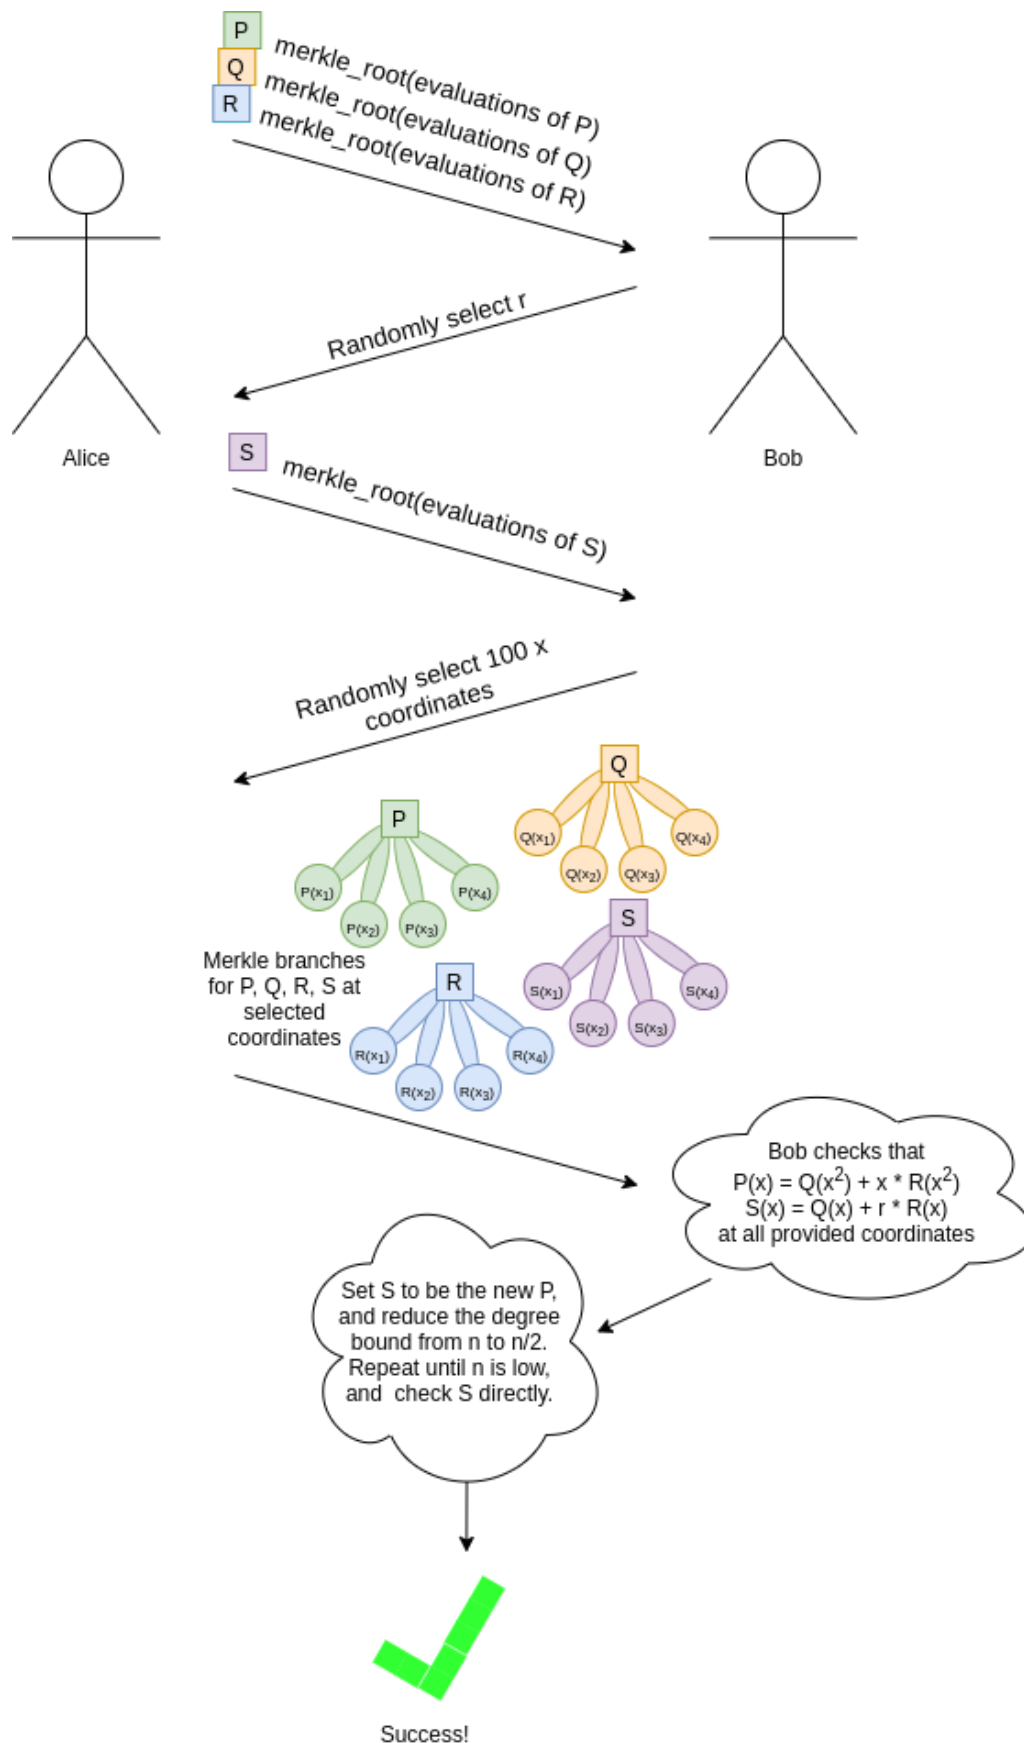 P
merkle_root(evaluations of P)
Q
merkle_root(evaluations of Q)
R
merkle_root(evaluations of R)
Randomly select r
Alice
Bob
S
merkle_root(evaluations of S)
Randomly select 100 x
coordinates
Q
Q(x₁)
Q(x₂)
Q(x₃)
Q(x₄)
P
P(x₁)
P(x₂)
P(x₃)
P(x₄)
S
S(x₁)
S(x₂)
S(x₃)
S(x₄)
Merkle branches
for P, Q, R, S at
selected
coordinates
R
R(x₁)
R(x₂)
R(x₃)
R(x₄)
Bob checks that
P(x) = Q(x²) + x * R(x²)
S(x) = Q(x) + r * R(x)
at all provided coordinates
Set S to be the new P,
and reduce the degree
bound from n to n/2.
Repeat until n is low,
and check S directly.
Success!